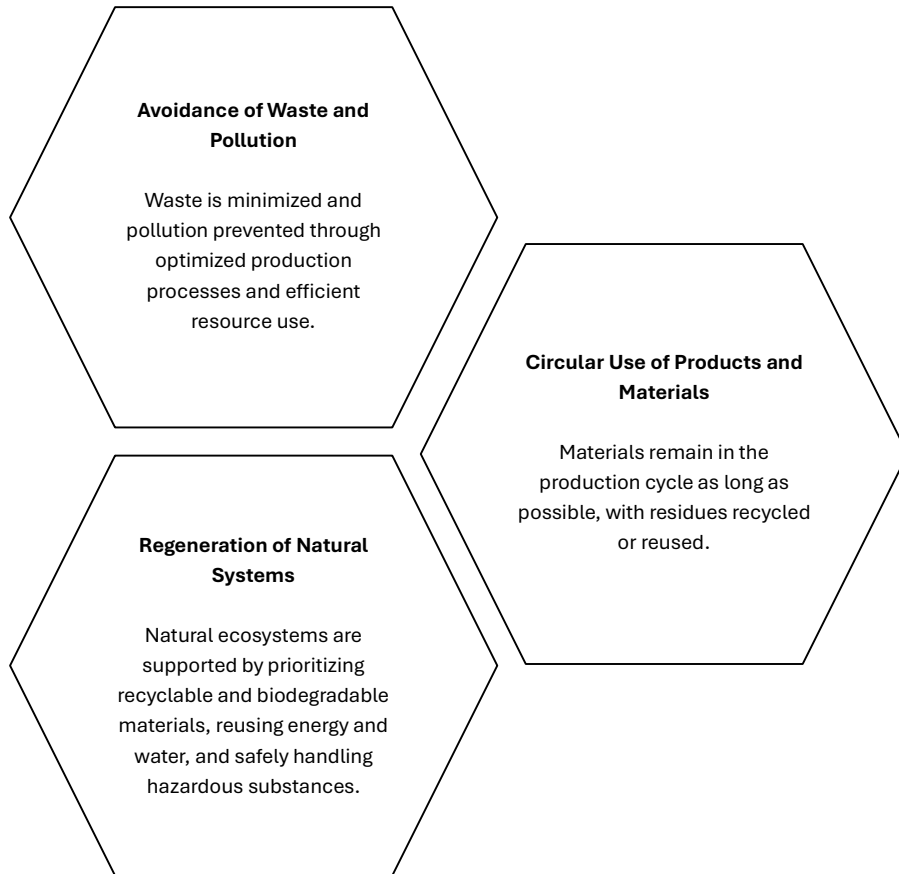 Avoidance of Waste and
Pollution
Waste is minimized and
pollution prevented through
optimized production
processes and efficient
resource use.
Circular Use of Products and
Materials
Materials remain in the
production cycle as long as
possible, with residues recycled
or reused.
Regeneration of Natural
Systems
Natural ecosystems are
supported by prioritizing
recyclable and biodegradable
materials, reusing energy and
water, and safely handling
hazardous substances.